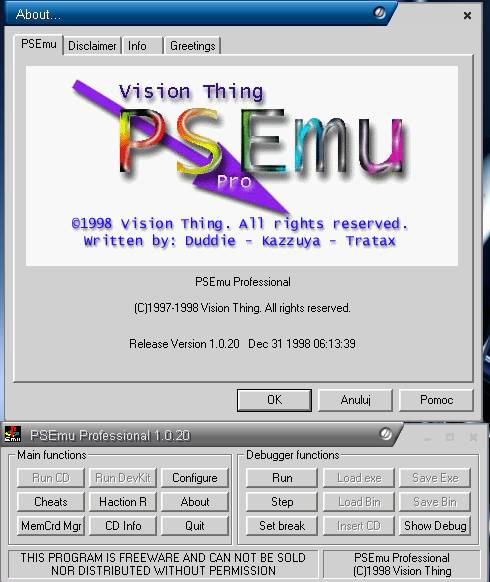 About...
PSEmu Disclaimer Info Greetings
Vision Thing
PSEmu
Pro
©1998 Vision Thing. All rights reserved.
Written by: Duddie - Kazzuya - Tratax
PSEmu Professional
(C)1997-1998 Vision Thing. All rights reserved.
Release Version 1.0.20 Dec 31 1998 06:13:39
OK Anuluj Pomoc
PSEmu Professional 1.0.20
Main functions Debugger functions
Run CD Run DevKit Configure Run Load exe Save Exe
Cheats Haction R About Step Load Bin Save Bin
MemCrd Mgr CD Info Quit Set break Insert CD Show Debug
THIS PROGRAM IS FREEWARE AND CAN NOT BE SOLD
NOR DISTRIBUTED WITHOUT PERMISSION
PSEmu Professional
(C)1998 Vision Thing